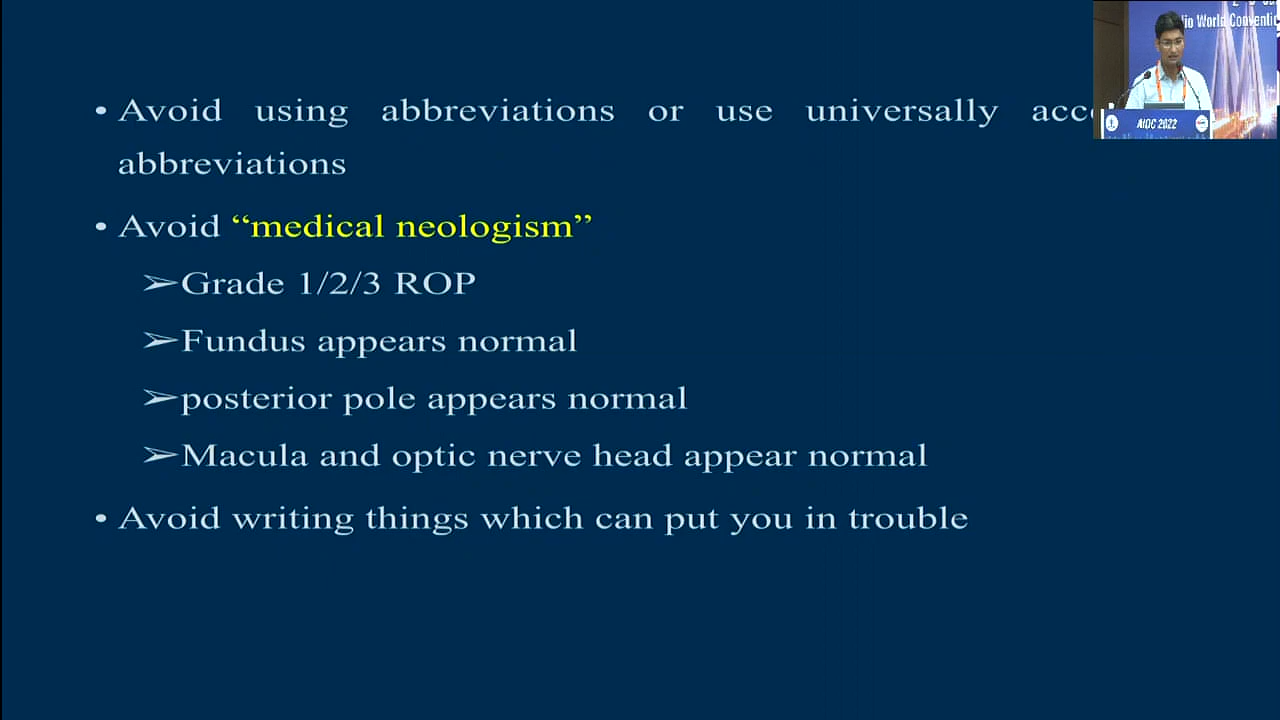 • Avoid using abbreviations or use universally
abbreviations
• Avoid “medical neologism”
➢Grade 1/2/3 ROP
➢Fundus appears normal
➢posterior pole appears normal
➢Macula and optic nerve head appear normal
• Avoid writing things which can put you in trouble
World
AIOC 2022